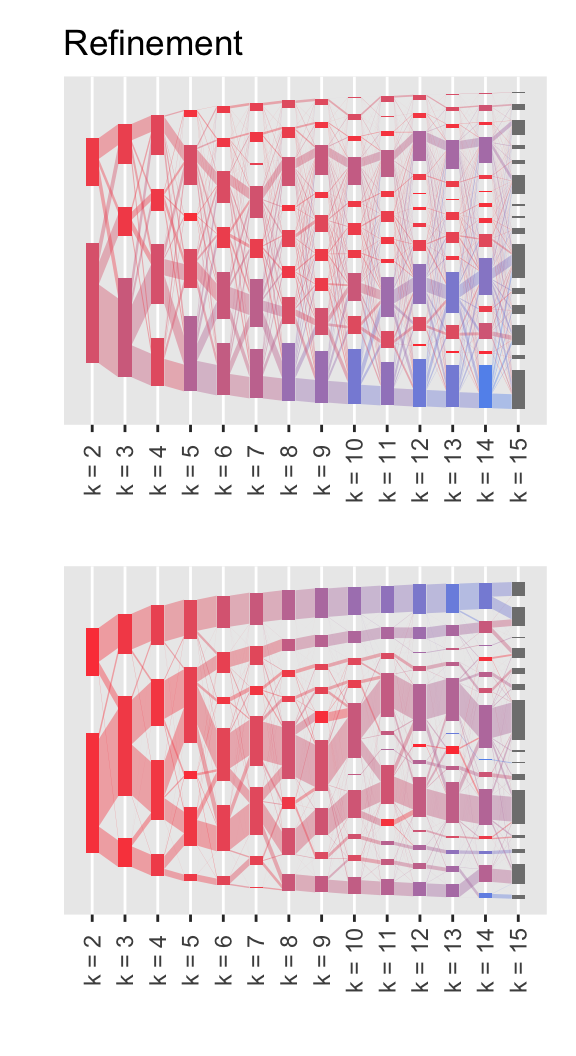 Refinement
k = 2
k = 3
k = 4
k = 5
k = 6
k = 7
k = 8
k = 9
k = 10
k = 11
k = 12
k = 13
k = 14
k = 15
k = 2
k = 3
k = 4
k = 5
k = 6
k = 7
k = 8
k = 9
k = 10
k = 11
k = 12
k = 13
k = 14
k = 15